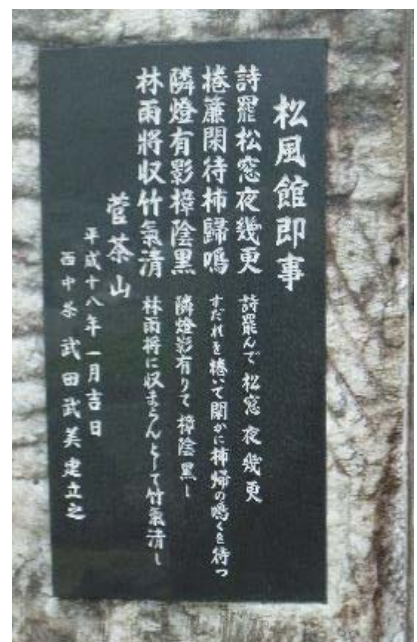 松風館即事
詩罷松窓夜幾更 詩罷んで 松窓 夜幾更
捲簾閑待柿歸鳴 すだれを捲いて閑かに柿帰の鳴くを待つ
隣燈有影樟陰黒 隣燈影有りて 樟陰黒し
林雨將収竹氣清 林雨将に収まらんとして竹氣清し
菅茶山
平成十八年一月吉日
西中条 武田武美建立之